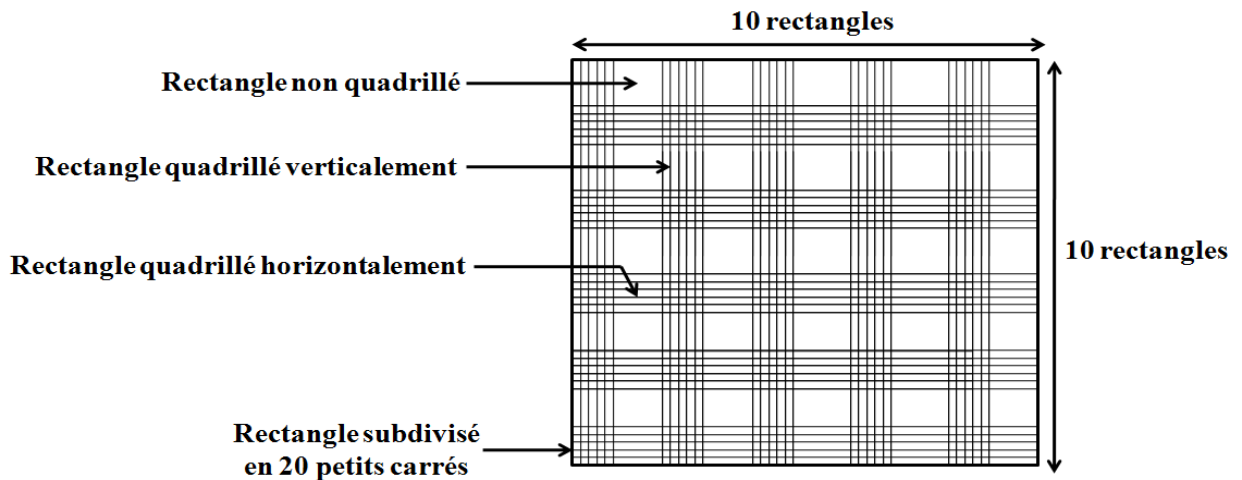 10 rectangles
Rectangle non quadrillé
Rectangle quadrillé verticalement
10 rectangles
Rectangle quadrillé horizontalement
Rectangle subdivisé
en 20 petits carrés